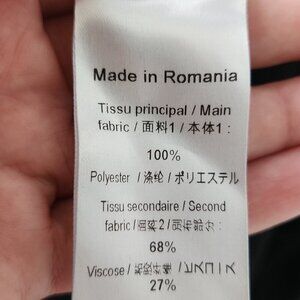 Made in Romania
Tissu principal / Main
fabric / 面料1 / 本体1 :
100%
Polyester / 涤纶 / ポリエステル
Tissu secondaire / Second
fabric /
68%
Viscose /
27%